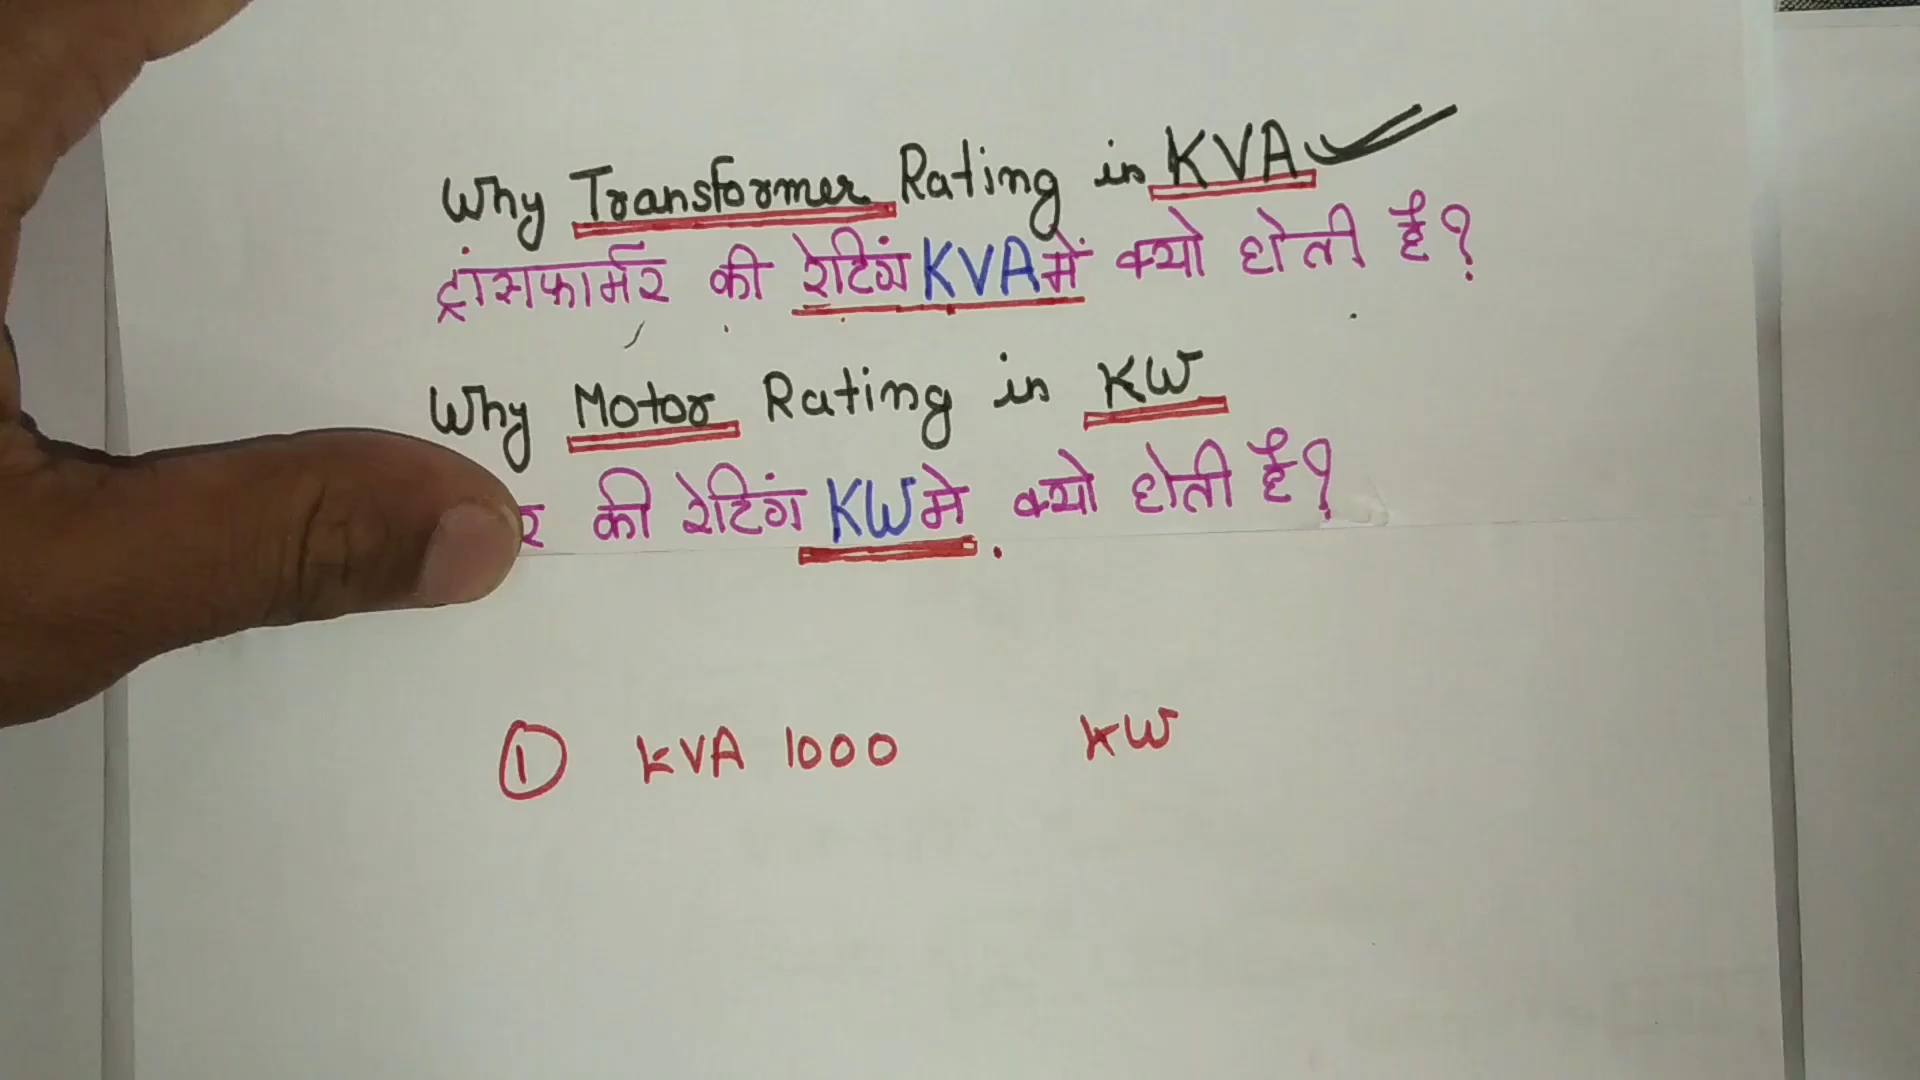 Why Transformer Rating in KVA
ट्रांसफार्मर की रेटिंग KVA में क्यो होती है?
Why Motor Rating in KW
र की रेटिंग KW मे क्यो होती है?
① KVA 1000 KW